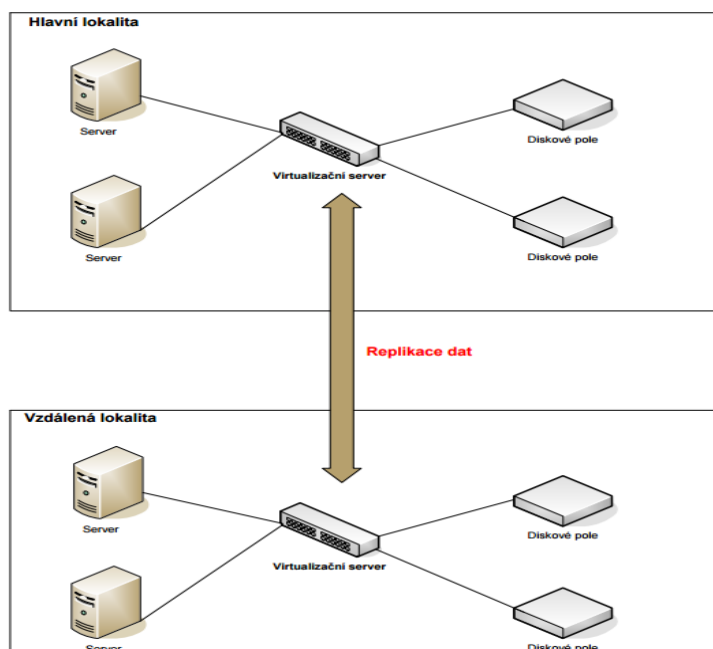 Hlavní lokalita
Server
Diskové pole
Virtualizační server
Server
Diskové pole
Replikace dat
Vzdálená lokalita
Server
Diskové pole
Virtualizační server
Server
Diskové pole